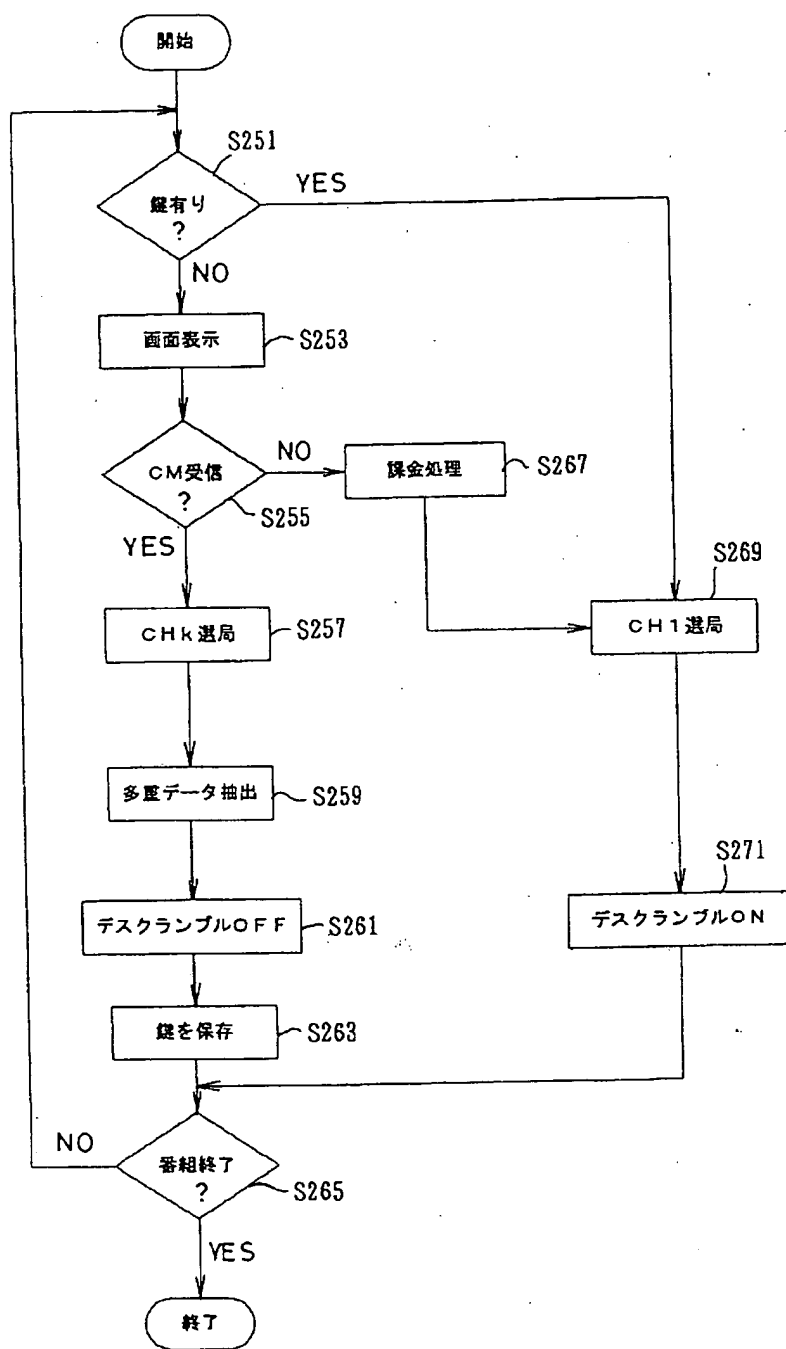 開始
S251
鍵有り
?
YES
NO
画面表示
S253
CM受信
?
NO
S255
YES
課金処理
S267
CHk選局
S257
S269
CH1選局
多重データ抽出
S259
デスクランブルOFF
S261
S271
デスクランブルON
鍵を保存
S263
番組終了
?
NO
S265
YES
終了